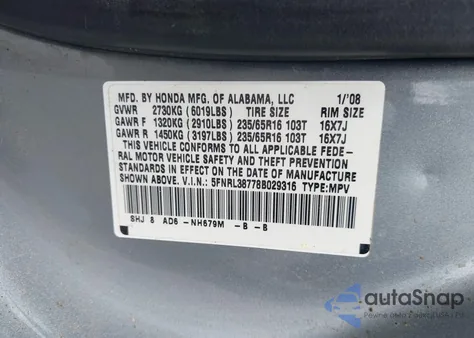 MFD. BY HONDA MFG. OF ALABAMA, LLC 1/'08
GVWR 2730KG (6019LBS) TIRE SIZE RIM SIZE
GAWR F 1320KG (2910LBS) 235/65R16 103T 16X7J
GAWR R 1450KG (3197LBS) 235/65R16 103T 16X7J
THIS VEHICLE CONFORMS TO ALL APPLICABLE FEDE-
RAL MOTOR VEHICLE SAFETY AND THEFT PREVENTION
STANDARDS IN EFFECT ON THE DATE OF MANUFACTURE
SHOWN ABOVE. V.I.N.: 5FNRL38778B029316 TYPE:MPV
SHJ 8 AD6 -NH679M -B -B
autoSnap